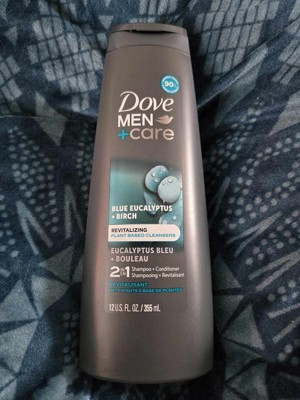 90
Dove
MEN
+care
BLUE EUCALYPTUS
+ BIRCH
REVITALIZING
PLANT BASED CLEANSERS
EUCALYPTUS BLEU
+ BOULEAU
2in1 Shampoo + Conditioner
Shampooing + Revitalisant
REVITALISANT
12 U.S. FL. OZ. / 355 mL